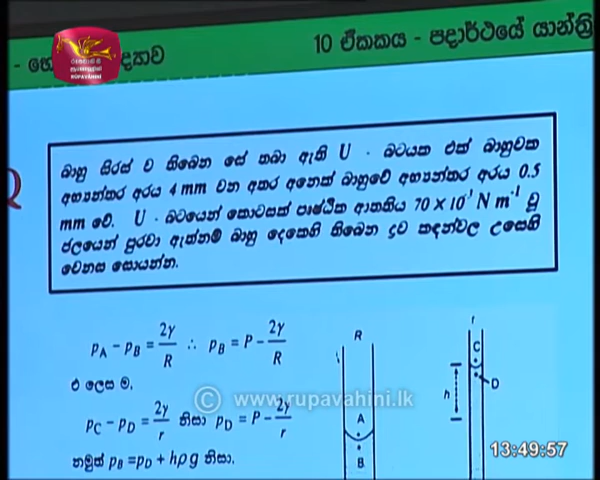 - භෞ ද්‍යාව
10 ඒකකය - පදාර්ථයේ යාන්ත්‍රි
රූපවාහිනී
RUPAVAHINI
Q
බාහු සිරස් ව තිබෙන සේ තබා ඇති U - බටයක එක් බාහුවක
අභ්‍යන්තර අරය 4 mm වන අතර අනෙක් බාහුවේ අභ්‍යන්තර අරය 0.5
mm වේ. U - බටයෙන් කොටසක් පෘෂ්ඨික ආතතිය 70 × 10⁻³ N m⁻¹ වූ
ජලයෙන් පුරවා ඇත්නම් බාහු දෙකෙහි තිබෙන ද්‍රව කඳන්වල උසෙහි
වෙනස සොයන්න.
p_A − p_B = 2γ/R ∴ p_B = P − 2γ/R
එ ලෙස ම,
p_C − p_D = 2γ/r නිසා p_D = P − 2γ/r
නමුත් p_B = p_D + hρg නිසා,
R
r
C
D
h
A
B
© www.rupavahini.lk
13:49:57